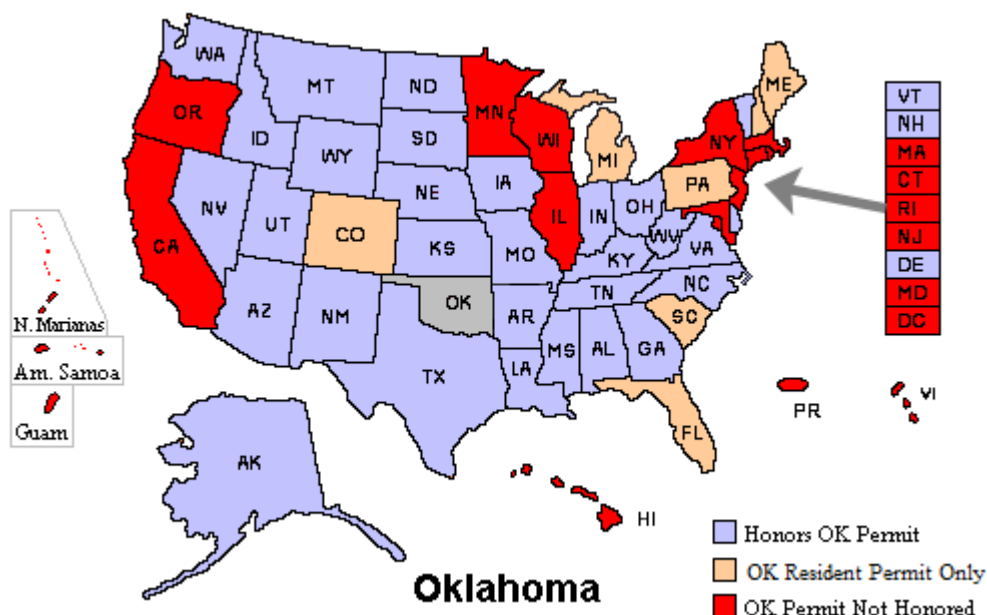 WA
MT
ND
MN
ME
VT
OR
NH
ID
SD
WI
NY
MA
WY
MI
CT
NE
IA
PA
RI
NV
IL
IN
OH
NJ
UT
CO
WV
DE
CA
KS
MO
VA
KY
MD
NC
DC
TN
OK
AZ
NM
AR
SC
N. Marianas
MS
AL
GA
LA
Am. Samoa
TX
VI
PR
Guam
FL
AK
HI
Honors OK Permit
OK Resident Permit Only
Oklahoma
OK Permit Not Honored